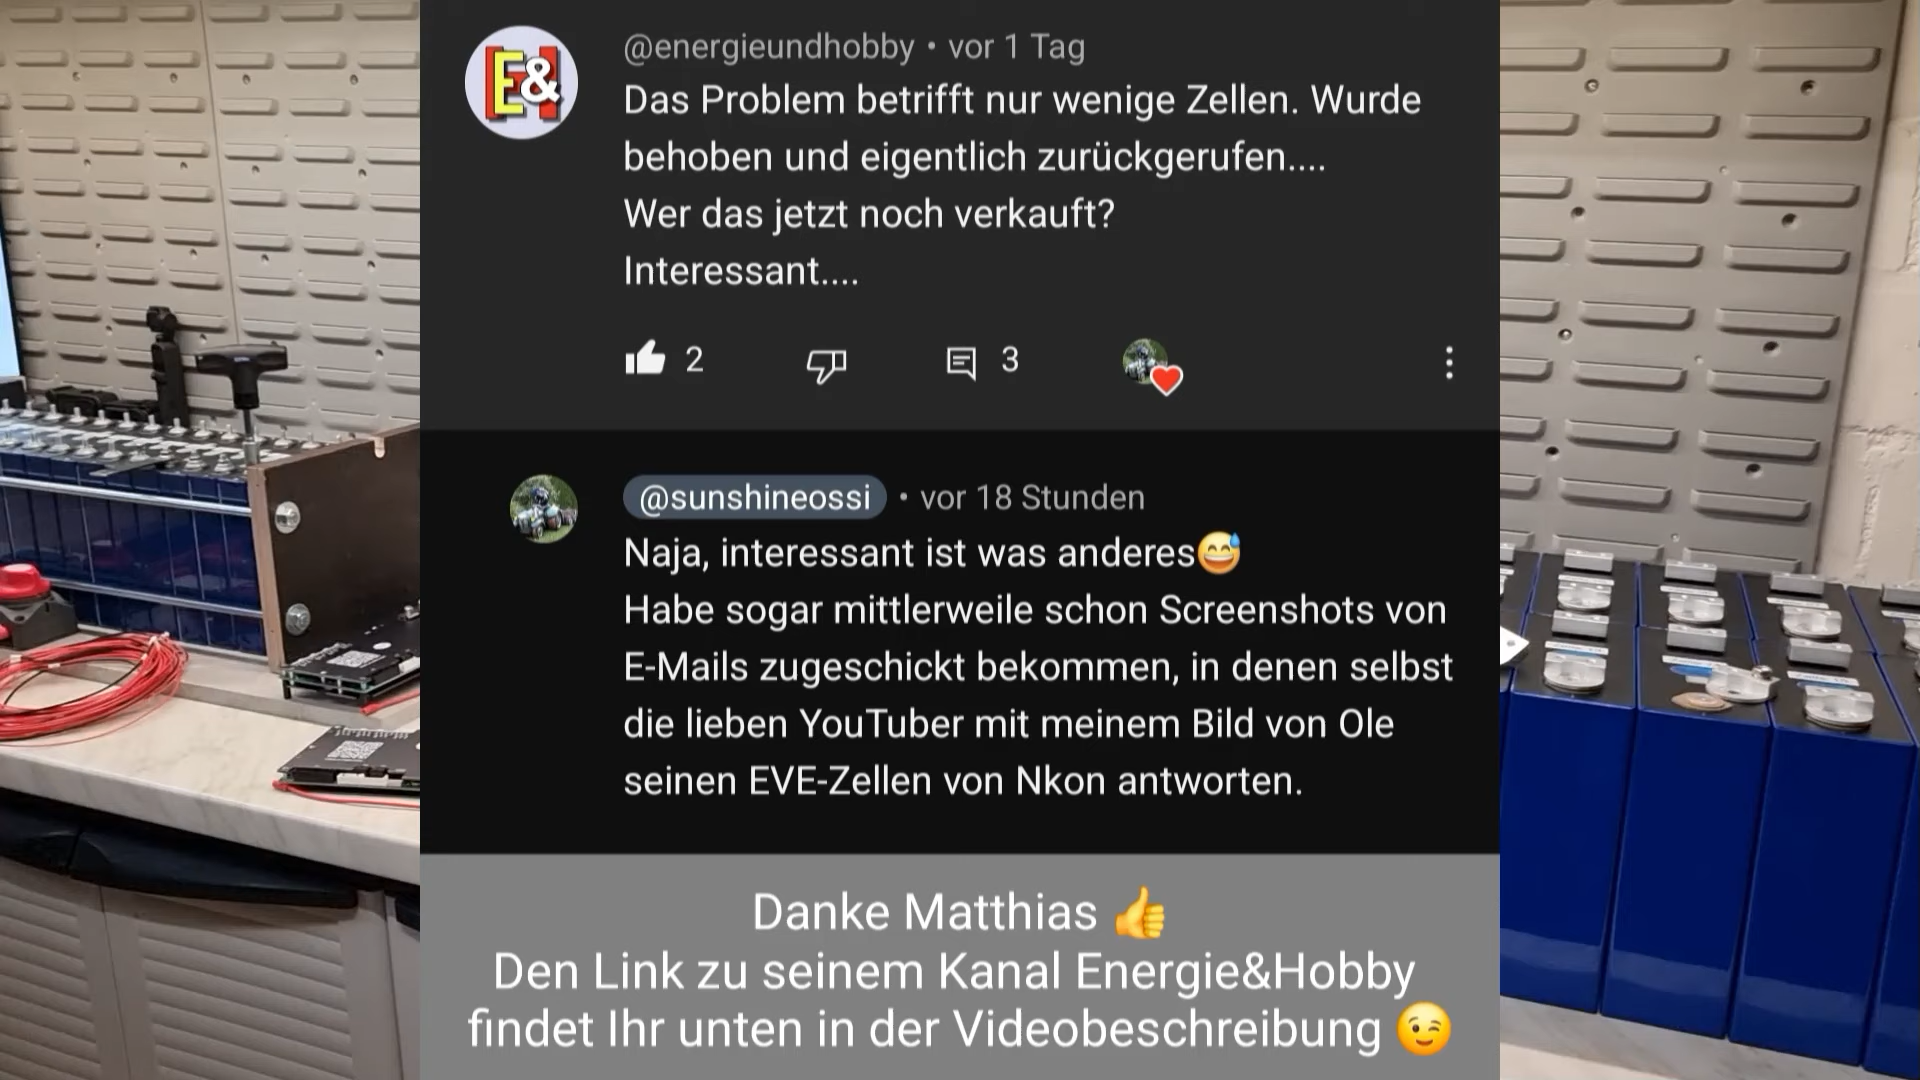 E&H
@energieundhobby • vor 1 Tag
Das Problem betrifft nur wenige Zellen. Wurde
behoben und eigentlich zurückgerufen....
Wer das jetzt noch verkauft?
Interessant....
2
3
@sunshineossi • vor 18 Stunden
Naja, interessant ist was anderes😅
Habe sogar mittlerweile schon Screenshots von
E-Mails zugeschickt bekommen, in denen selbst
die lieben YouTuber mit meinem Bild von Ole
seinen EVE-Zellen von Nkon antworten.
Danke Matthias 👍
Den Link zu seinem Kanal Energie&Hobby
findet Ihr unten in der Videobeschreibung 😉